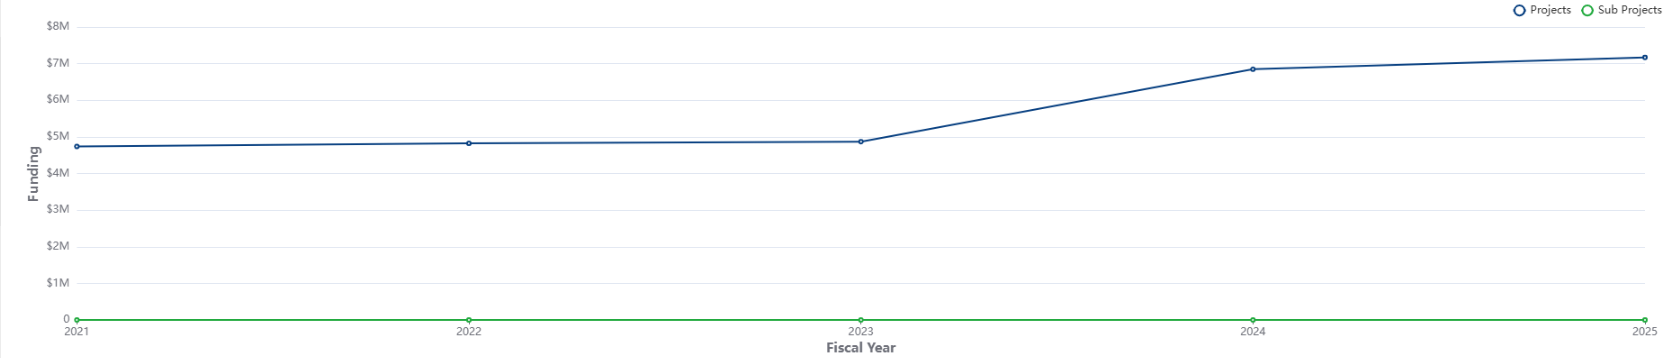 Projects Sub Projects
$8M
$7M
$6M
$5M
$4M
$3M
$2M
$1M
0
Funding
2021 2022 2023 2024 2025
Fiscal Year